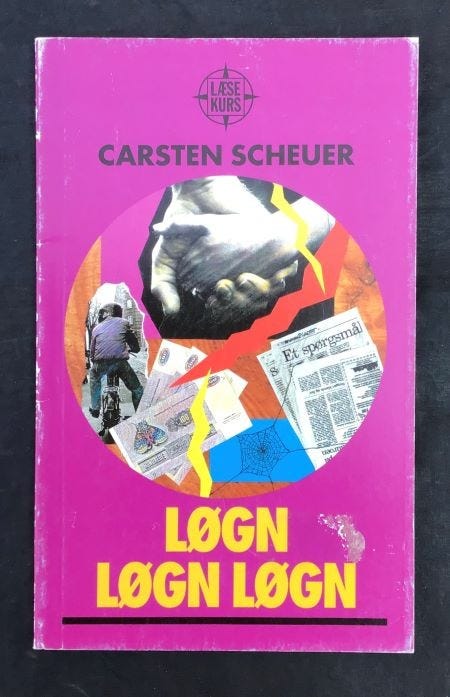 LÆSE
KURS
CARSTEN SCHEUER
Et spørgsmål
LØGN
LØGN LØGN